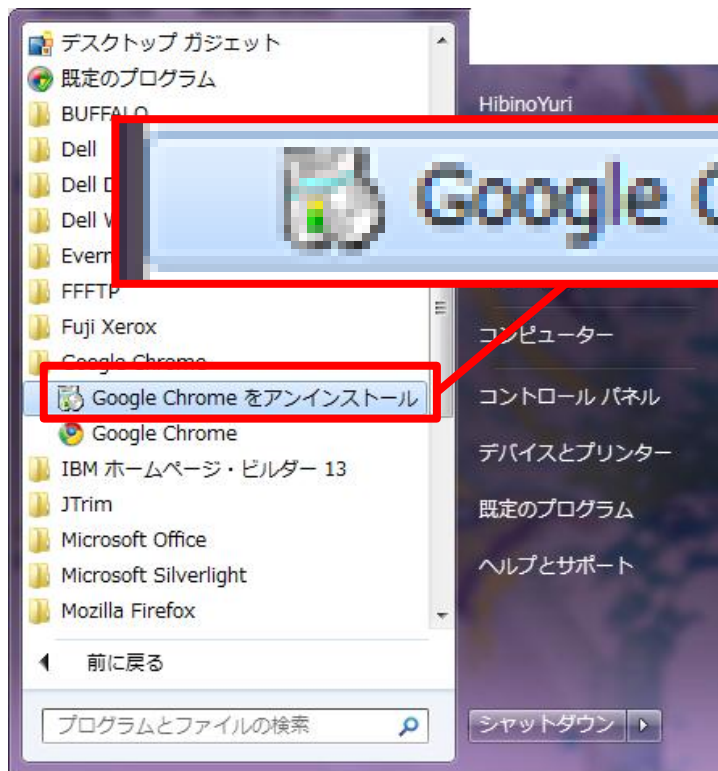 デスクトップ ガジェット
既定のプログラム
BUFFALO
Dell
Dell
Dell
FFFTP
Fuji Xerox
Google Chrome
Google Chrome をアンインストール
Google Chrome
IBM ホームページ・ビルダー 13
JTrim
Microsoft Office
Microsoft Silverlight
Mozilla Firefox
前に戻る
プログラムとファイルの検索
Google
HibinoYuri
コンピューター
コントロール パネル
デバイスとプリンター
既定のプログラム
ヘルプとサポート
シャットダウン